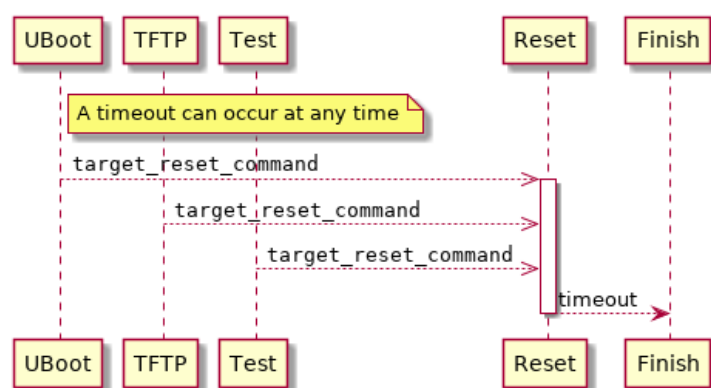 UBoot TFTP Test Reset Finish
A timeout can occur at any time
target_reset_command
target_reset_command
target_reset_command
timeout
UBoot TFTP Test Reset Finish